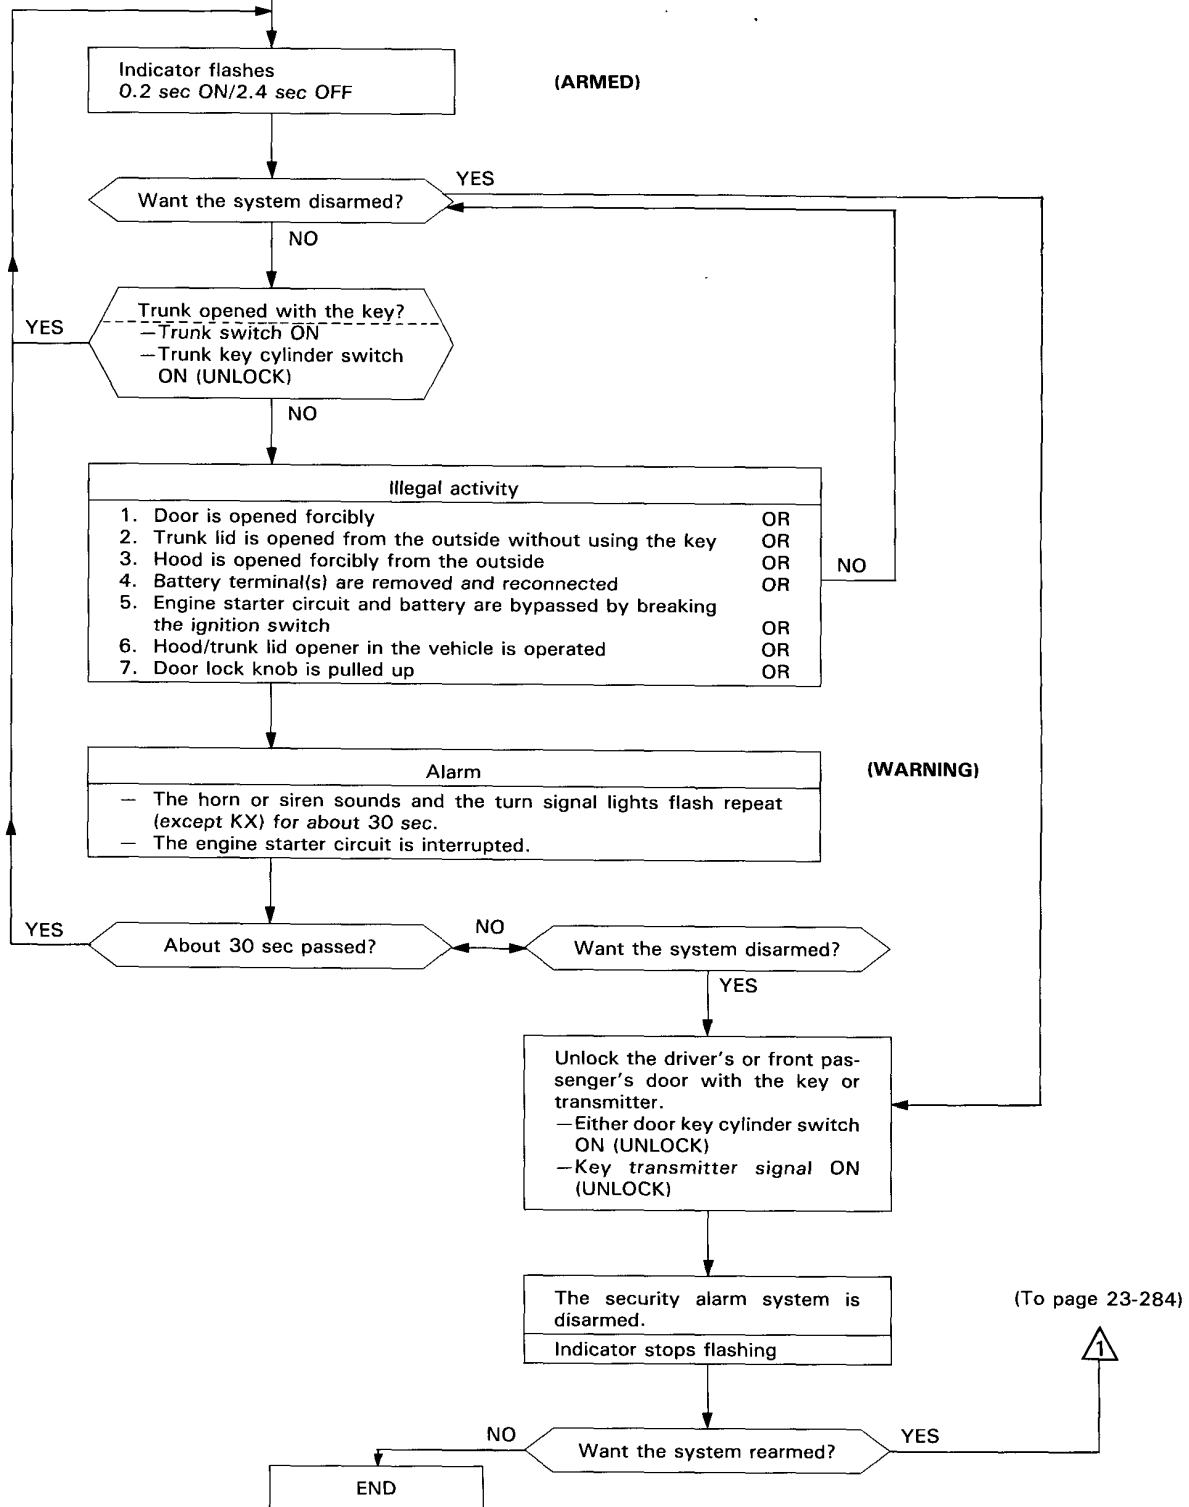 Indicator flashes
0.2 sec ON/2.4 sec OFF
(ARMED)
YES
Want the system disarmed?
NO
Trunk opened with the key?
YES
—Trunk switch ON
—Trunk key cylinder switch
ON (UNLOCK)
NO
Illegal activity
1. Door is opened forcibly OR
2. Trunk lid is opened from the outside without using the key OR
3. Hood is opened forcibly from the outside OR
NO
4. Battery terminal(s) are removed and reconnected OR
5. Engine starter circuit and battery are bypassed by breaking
the ignition switch OR
6. Hood/trunk lid opener in the vehicle is operated OR
7. Door lock knob is pulled up OR
(WARNING)
Alarm
— The horn or siren sounds and the turn signal lights flash repeat
(except KX) for about 30 sec.
— The engine starter circuit is interrupted.
YES
About 30 sec passed?
NO
Want the system disarmed?
YES
Unlock the driver's or front pas-
senger's door with the key or
transmitter.
—Either door key cylinder switch
ON (UNLOCK)
—Key transmitter signal ON
(UNLOCK)
The security alarm system is
disarmed.
Indicator stops flashing
(To page 23-284)
1
NO
Want the system rearmed?
YES
END